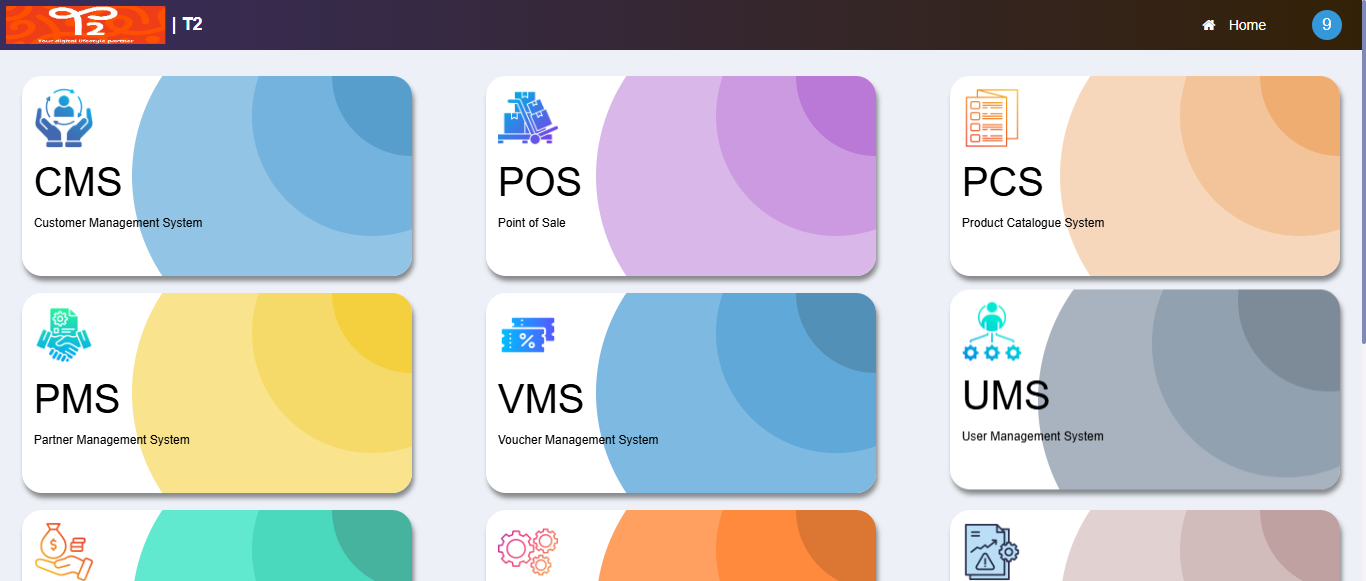 T2
Your digital lifestyle partner
| T2
Home
9
CMS
Customer Management System
POS
Point of Sale
PCS
Product Catalogue System
PMS
Partner Management System
VMS
Voucher Management System
%
UMS
User Management System
$